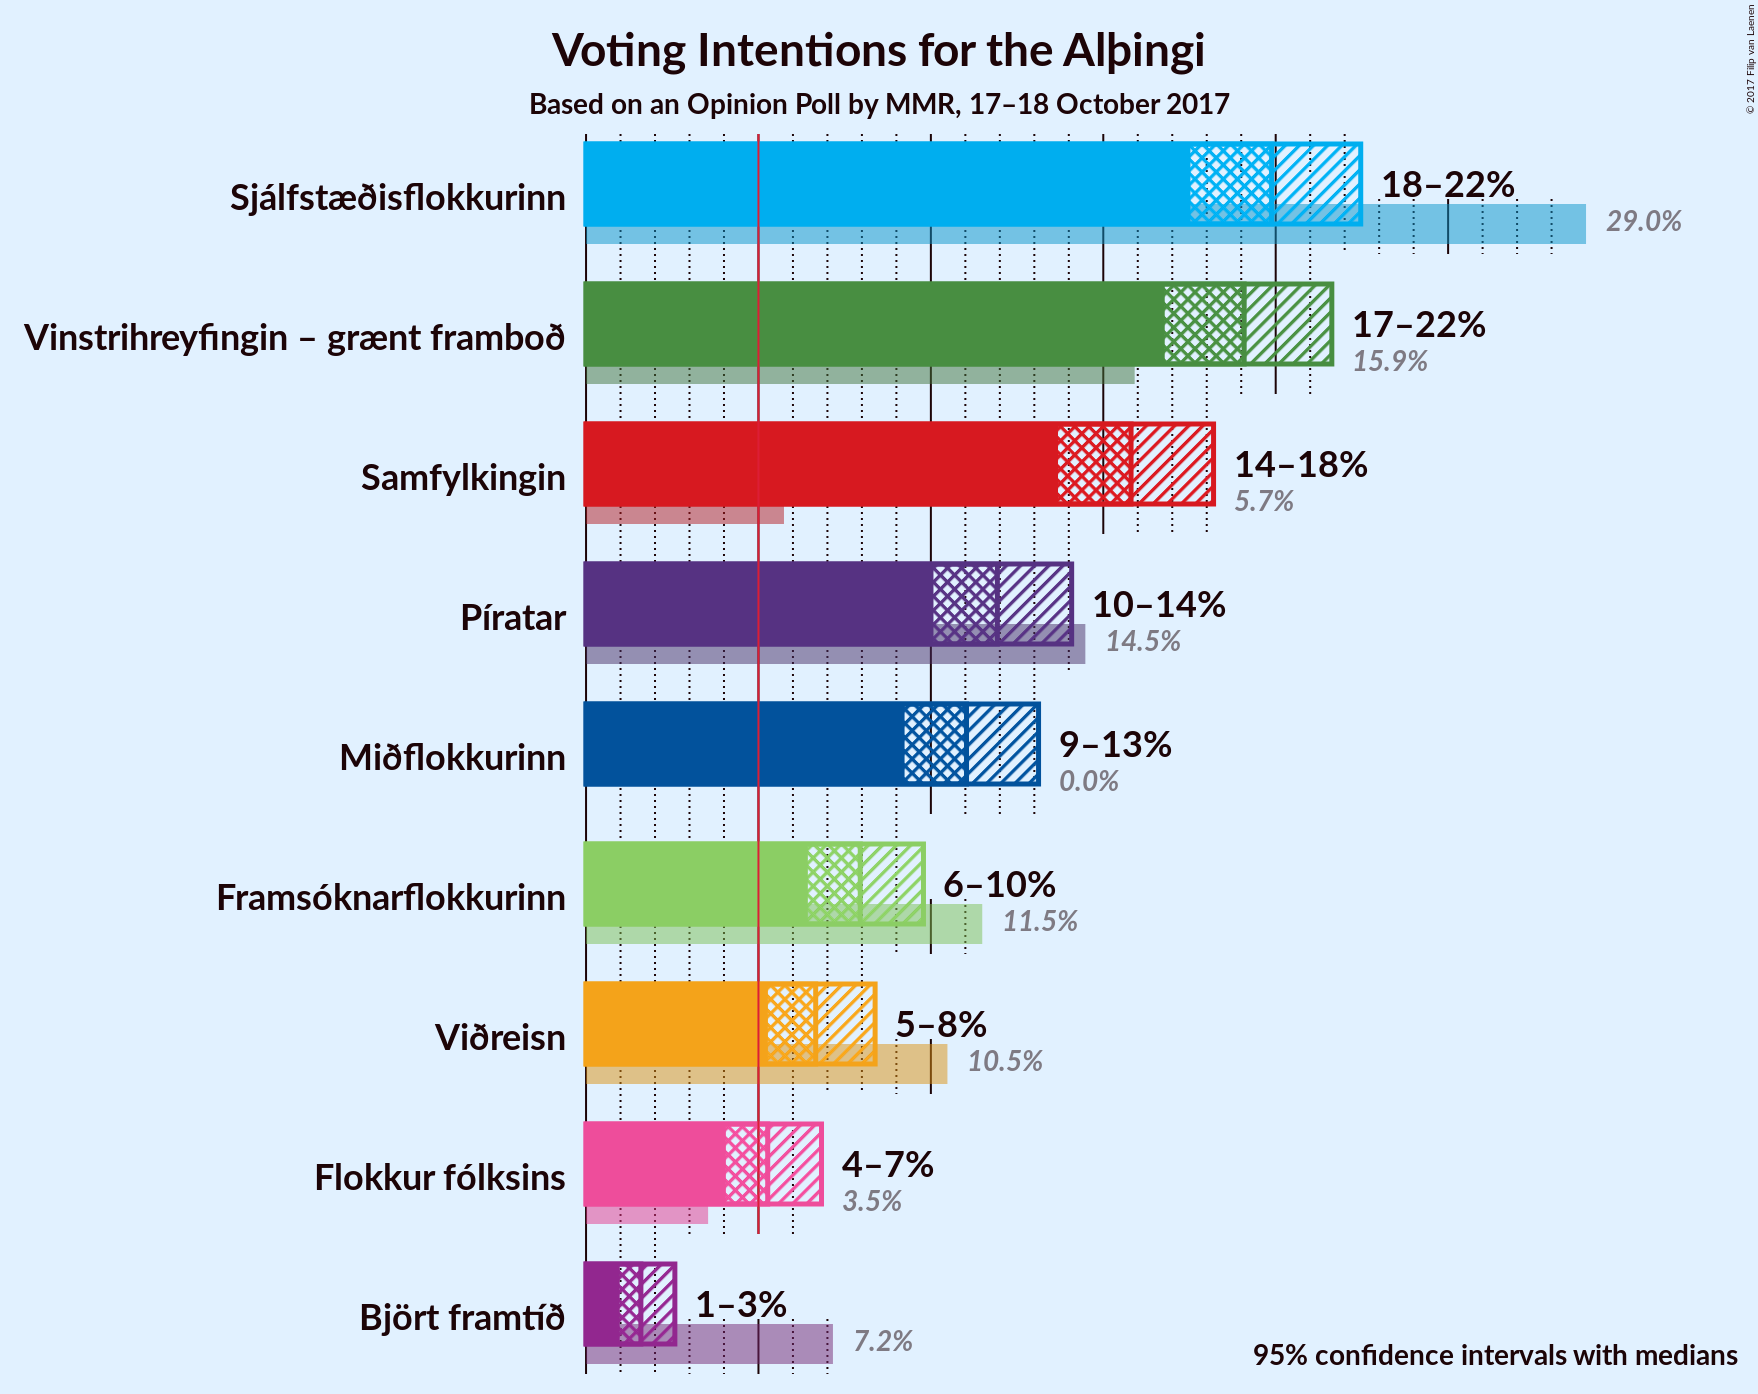 Voting Intentions for the Alþingi
Based on an Opinion Poll by MMR, 17–18 October 2017
© 2017 Filip van Laenen
Sjálfstæðisflokkurinn
18–22%
29.0%
Vinstrihreyfingin – grænt framboð
17–22%
15.9%
Samfylkingin
14–18%
5.7%
Píratar
10–14%
14.5%
Miðflokkurinn
9–13%
0.0%
Framsóknarflokkurinn
6–10%
11.5%
Viðreisn
5–8%
10.5%
Flokkur fólksins
4–7%
3.5%
Björt framtíð
1–3%
7.2%
95% confidence intervals with medians